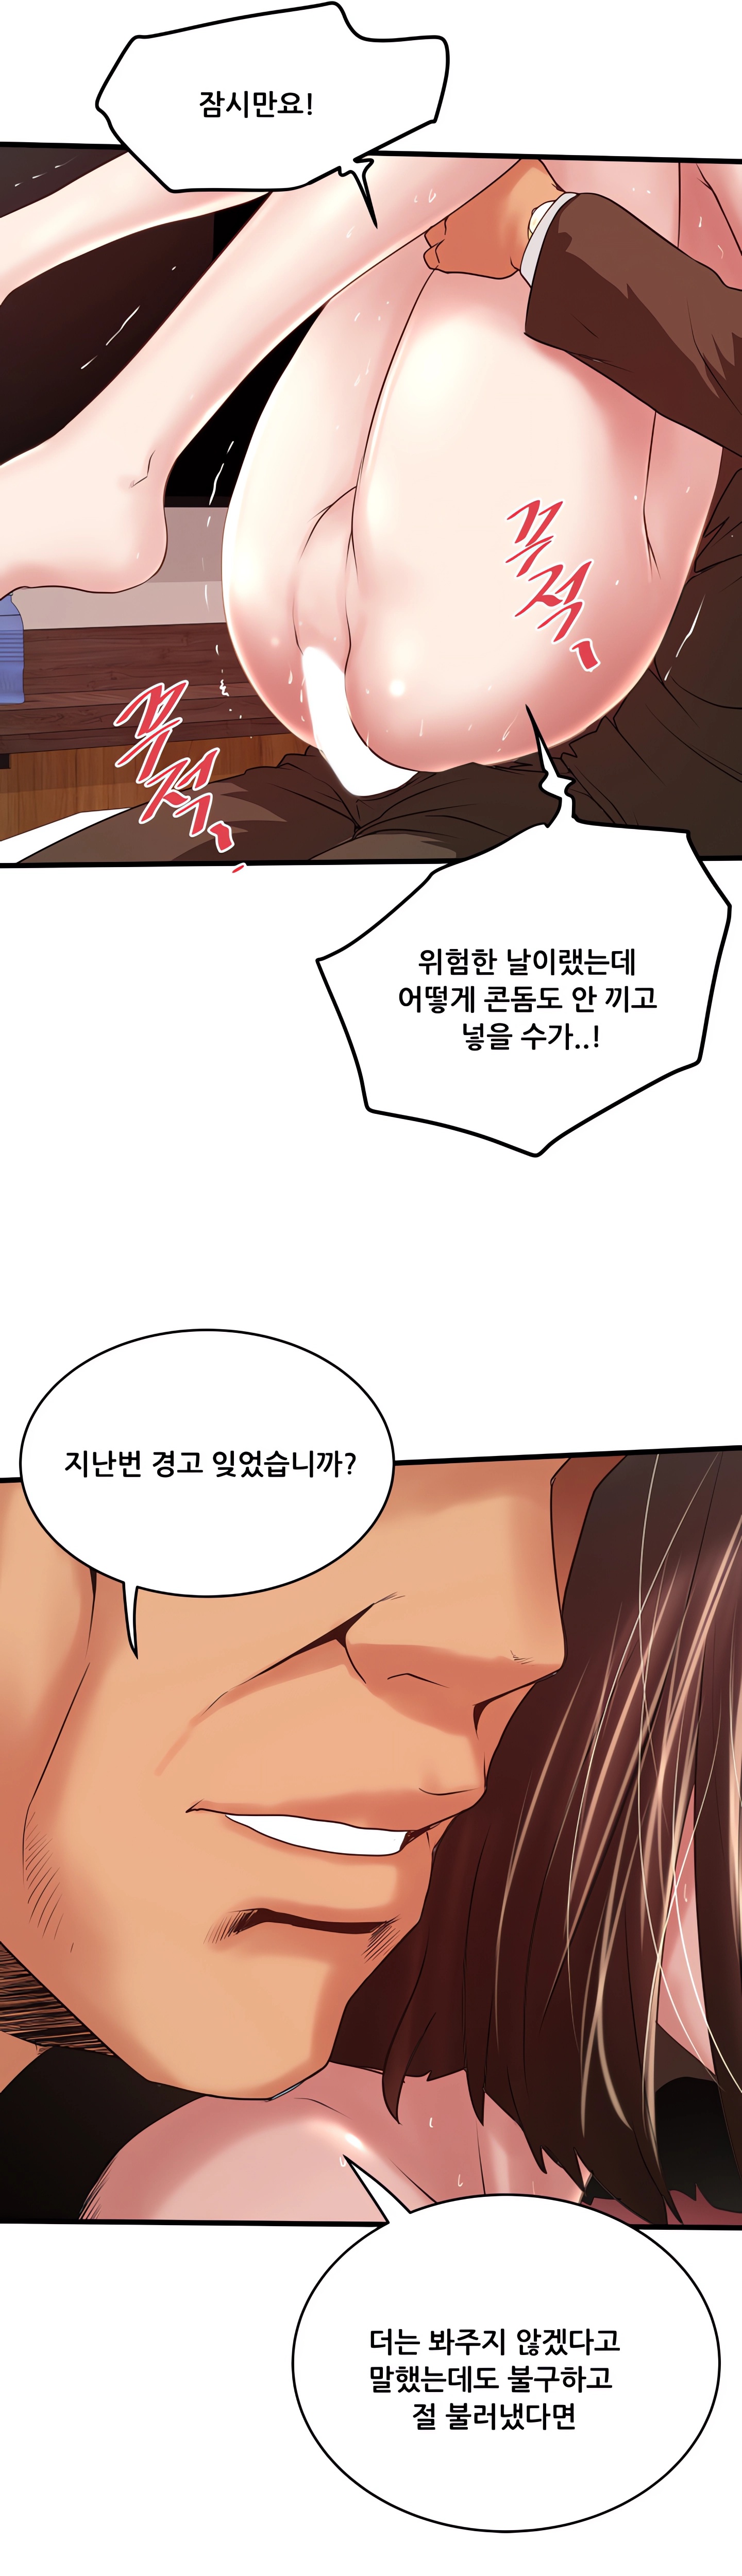 잠시만요!
꾸적
꾸적
위험한 날이랬는데
어떻게 콘돔도 안 끼고
넣을 수가..!
지난번 경고 잊었습니까?
더는 봐주지 않겠다고
말했는데도 불구하고
절 불러냈다면